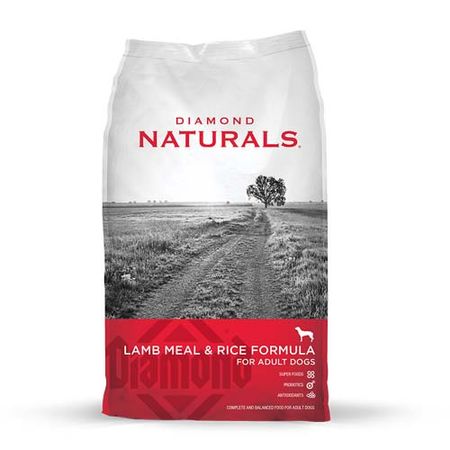 DIAMOND
NATURALS
LAMB MEAL & RICE FORMULA
FOR ADULT DOGS
Diamond
SUPER FOODS
PROBIOTICS
ANTIOXIDANTS
COMPLETE AND BALANCED FOOD FOR ADULT DOGS